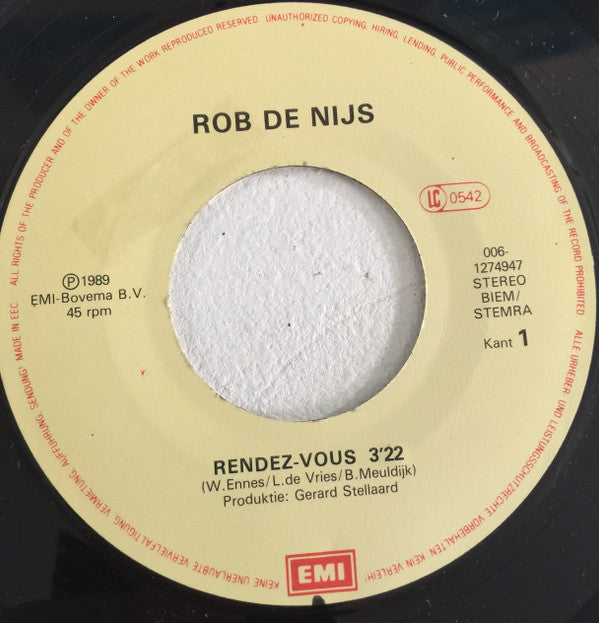 ALL RIGHTS OF THE PRODUCER AND OF THE OWNER OF THE WORK REPRODUCED RESERVED. UNAUTHORIZED COPYING, HIRING, LENDING, PUBLIC PERFORMANCE AND BROADCASTING OF THE RECORD PROHIBITED
ROB DE NIJS
LC 0542
℗ 1989
EMI-Bovema B.V.
45 rpm
006-
1274947
STEREO
BIEM/
STEMRA
Kant 1
RENDEZ-VOUS 3'22
(W.Ennes/L.de Vries/B.Meuldijk)
Produktie: Gerard Stellaard
EMI
ALLE URHEBER- UND LEISTUNGSSCHUTZRECHTE VORBEHALTEN KEIN VERLEIH!
KEINE UNERLAUBTE VERVIELFALTIGUNG, VERMIETUNG, AUFFÜHRUNG, SENDUNG! MADE IN EEC